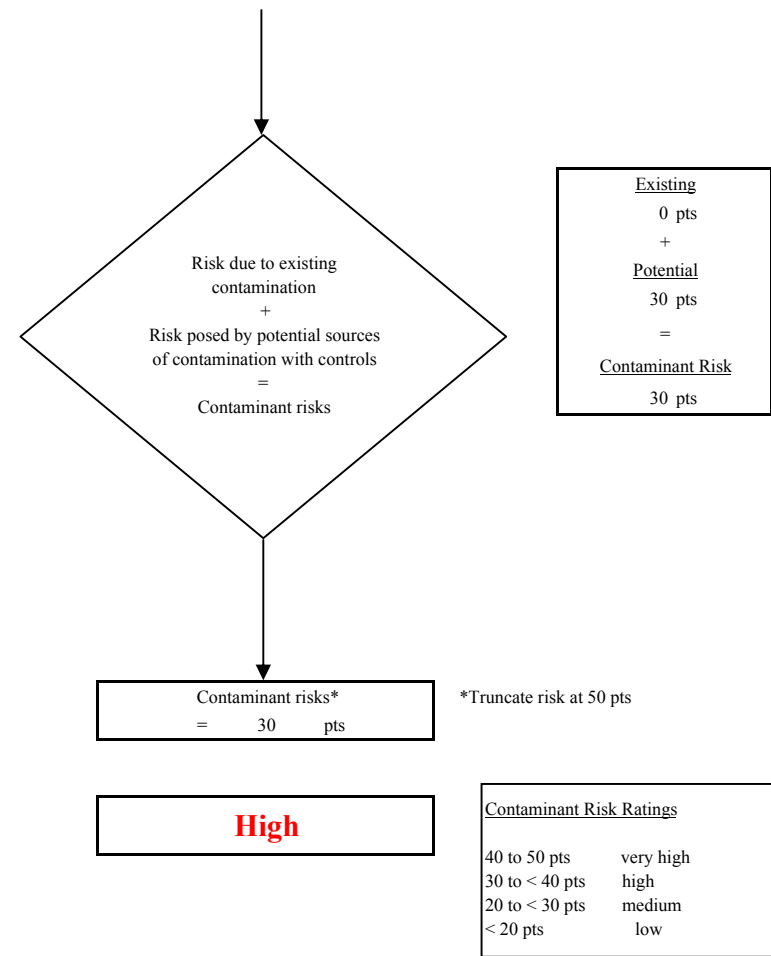 Risk due to existing
contamination
+
Risk posed by potential sources
of contamination with controls
=
Contaminant risks
Existing
0 pts
+
Potential
30 pts
=
Contaminant Risk
30 pts
Contaminant risks*
= 30 pts
*Truncate risk at 50 pts
High
Contaminant Risk Ratings
40 to 50 pts very high
30 to < 40 pts high
20 to < 30 pts medium
< 20 pts low